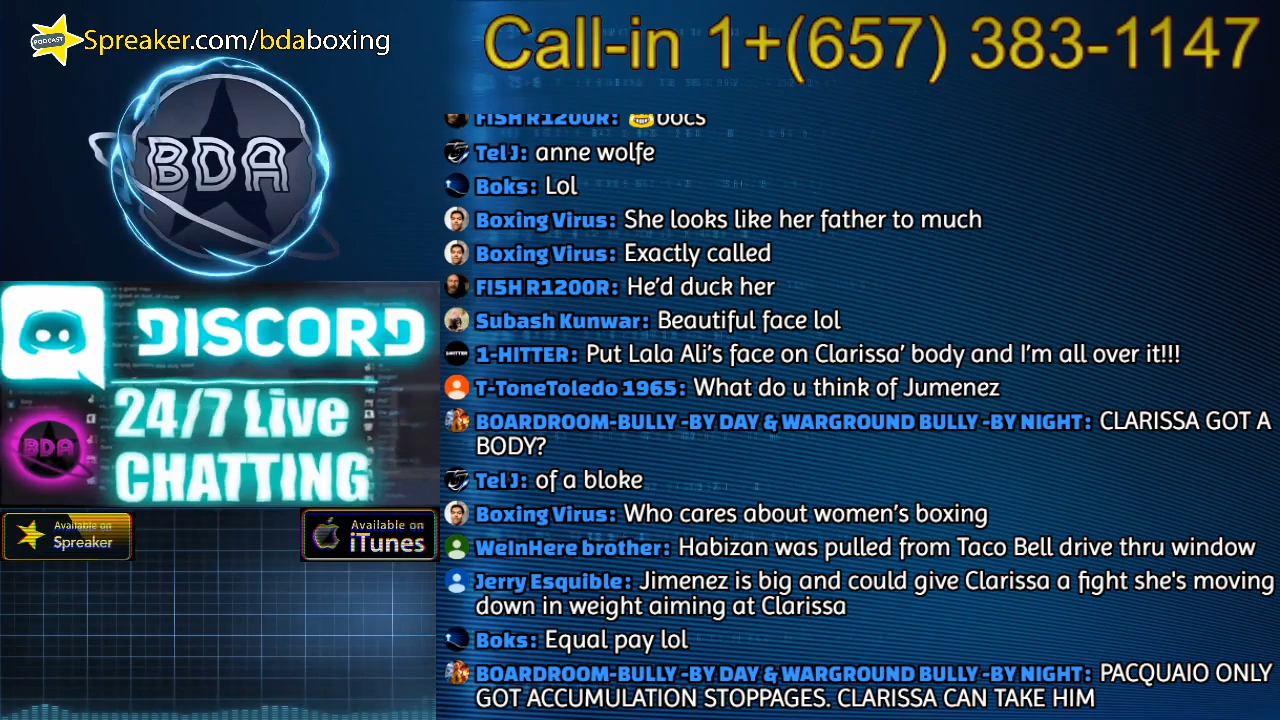 PODCAST
Spreaker.com/bdaboxing
Call-in 1+(657) 383-1147
BDA
FISH R1200R: 😁DOCS
Tel J: anne wolfe
Boks: Lol
Boxing Virus: She looks like her father to much
Boxing Virus: Exactly called
FISH R1200R: He'd duck her
Subash Kunwar: Beautiful face lol
1-HITTER: Put Lala Ali's face on Clarissa' body and I'm all over it!!!
T-ToneToledo 1965: What do u think of Jumenez
BOARDROOM-BULLY -BY DAY & WARGROUND BULLY -BY NIGHT: CLARISSA GOT A
BODY?
Tel J: of a bloke
Boxing Virus: Who cares about women's boxing
WeInHere brother: Habizan was pulled from Taco Bell drive thru window
Jerry Esquible: Jimenez is big and could give Clarissa a fight she's moving
down in weight aiming at Clarissa
Boks: Equal pay lol
BOARDROOM-BULLY -BY DAY & WARGROUND BULLY -BY NIGHT: PACQUAIO ONLY
GOT ACCUMULATION STOPPAGES. CLARISSA CAN TAKE HIM
DISCORD
24/7 Live
CHATTING
BDA
Available on
Spreaker
Available on
iTunes